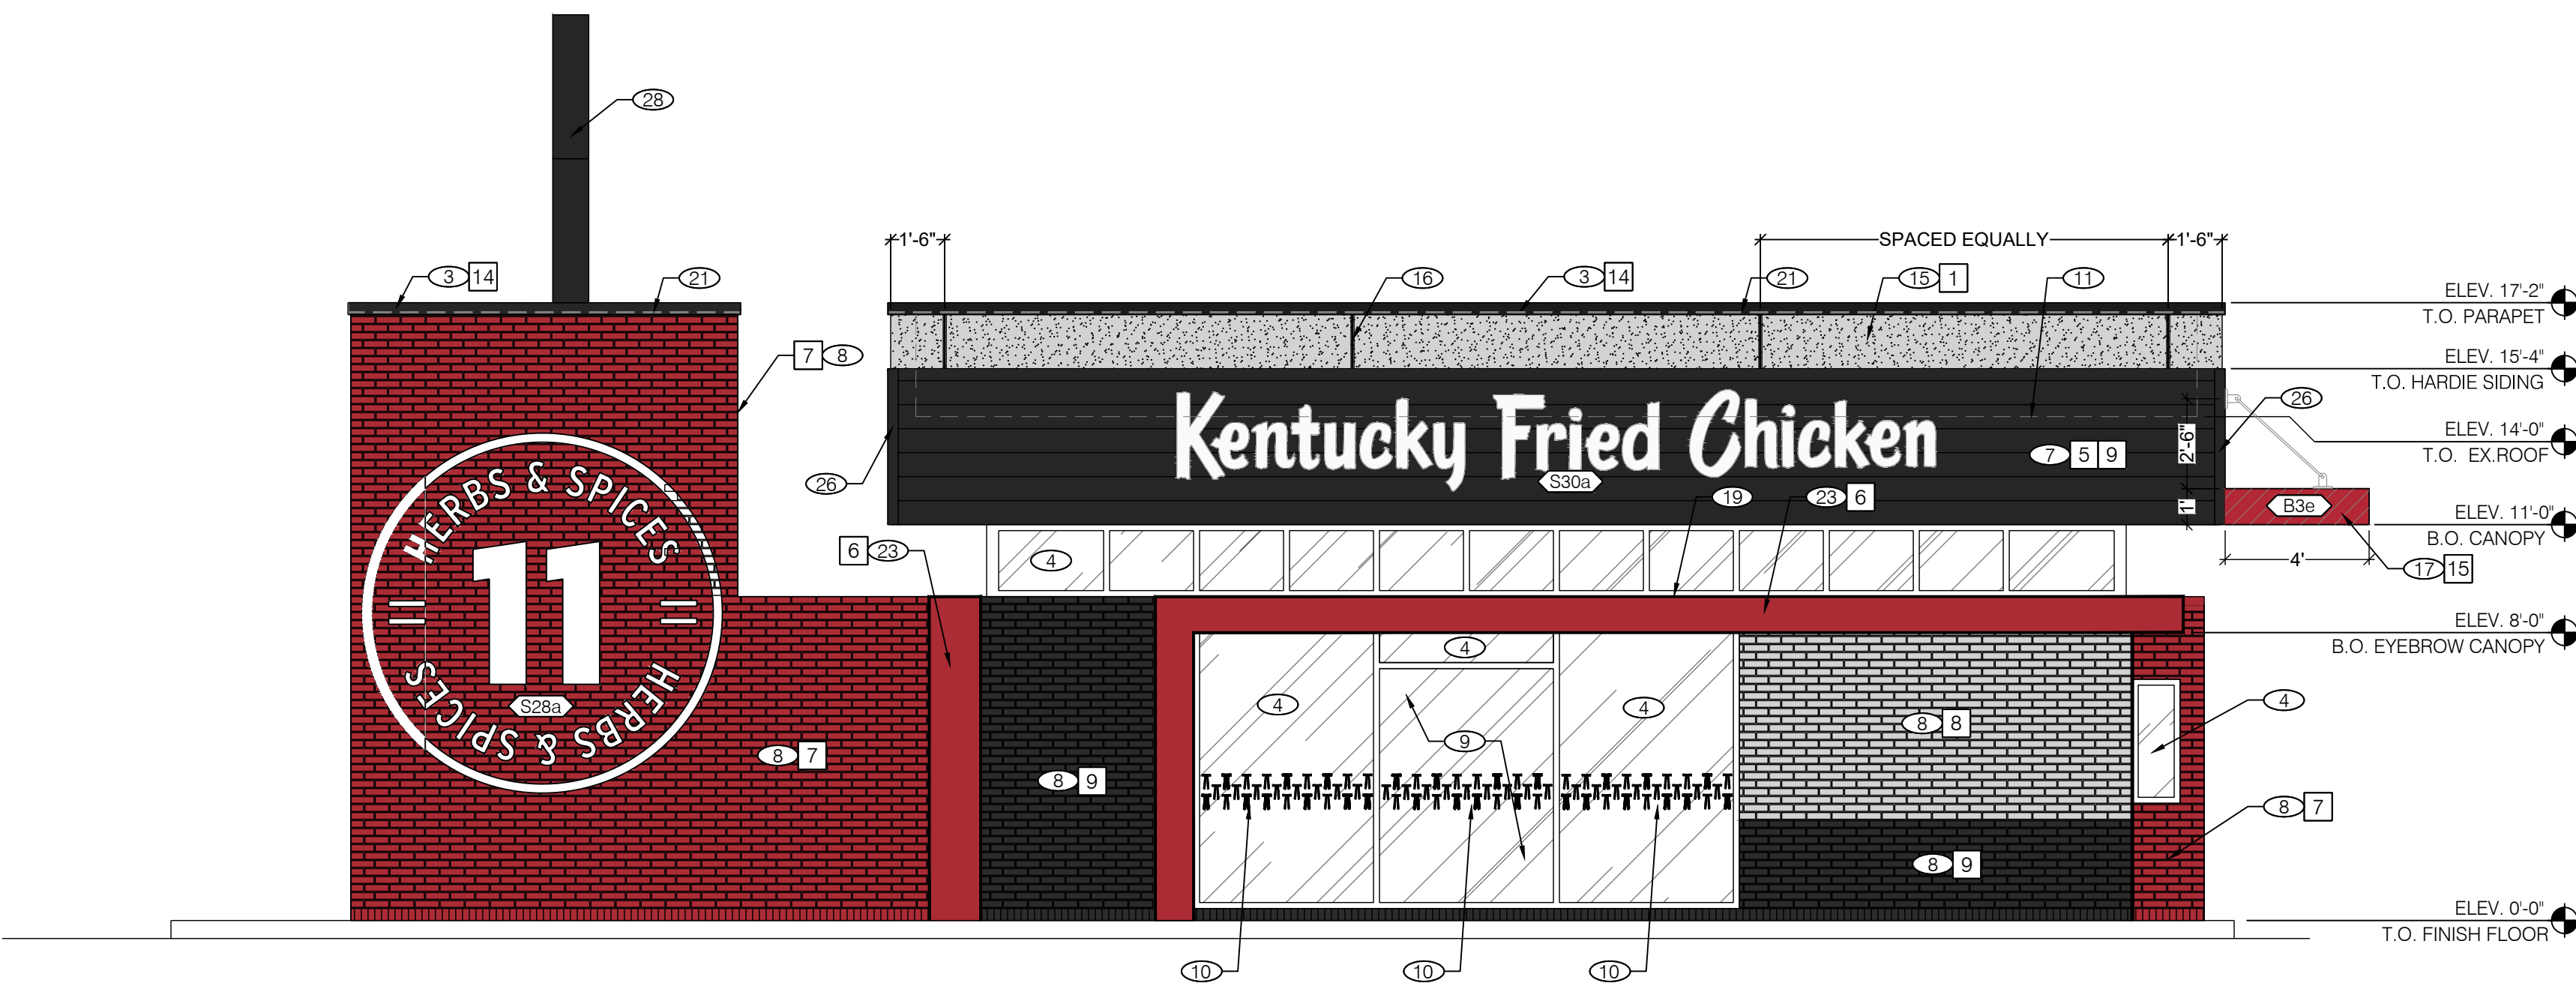 28
1'-6" SPACED EQUALLY 1'-6"
3 14 21 16 3 14 21 15 1 11
ELEV. 17'-2"
T.O. PARAPET
7 8
ELEV. 15'-4"
T.O. HARDIE SIDING
26
Kentucky Fried Chicken
S30a
7 5 9
2'-6"
1'
ELEV. 14'-0"
T.O. EX.ROOF
26
19 23 6
B3e
ELEV. 11'-0"
B.O. CANOPY
4'
17 15
6 23
4
HERBS & SPICES
11
S28a
HERBS & SPICES
8 7
8 9
4
4
4
9
8 8
8 9
ELEV. 8'-0"
B.O. EYEBROW CANOPY
4
8 7
ELEV. 0'-0"
T.O. FINISH FLOOR
10 10 10